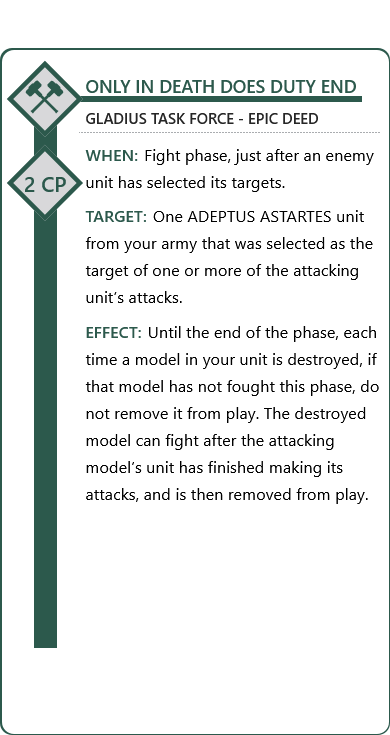 ONLY IN DEATH DOES DUTY END
GLADIUS TASK FORCE - EPIC DEED
2 CP
WHEN: Fight phase, just after an enemy
unit has selected its targets.
TARGET: One ADEPTUS ASTARTES unit
from your army that was selected as the
target of one or more of the attacking
unit’s attacks.
EFFECT: Until the end of the phase, each
time a model in your unit is destroyed, if
that model has not fought this phase, do
not remove it from play. The destroyed
model can fight after the attacking
model’s unit has finished making its
attacks, and is then removed from play.